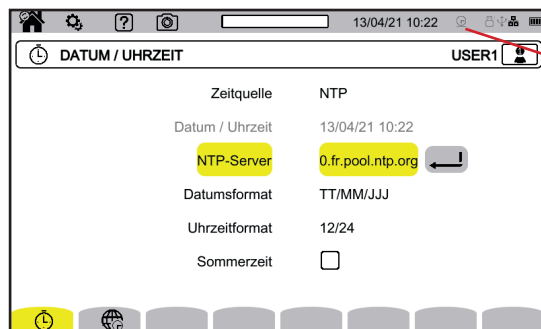 13/04/21 10:22
DATUM / UHRZEIT USER1
Zeitquelle NTP
Datum / Uhrzeit 13/04/21 10:22
NTP-Server 0.fr.pool.ntp.org
Datumsformat TT/MM/JJJ
Uhrzeitformat 12/24
Sommerzeit